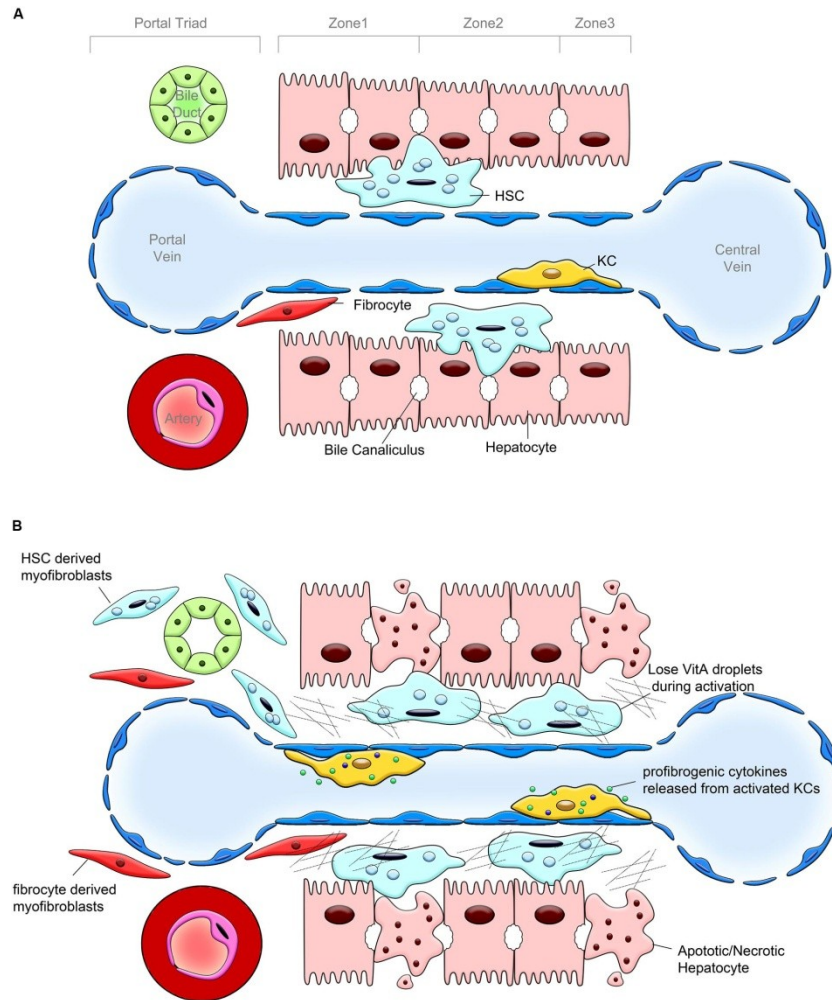 A
Portal Triad
Zone1
Zone2
Zone3
Bile
Duct
HSC
Portal
Vein
KC
Central
Vein
Fibrocyte
Artery
Bile Canaliculus
Hepatocyte
B
HSC derived
myofibroblasts
Lose VitA droplets
during activation
profibrogenic cytokines
released from activated KCs
fibrocyte derived
myofibroblasts
Apototic/Necrotic
Hepatocyte